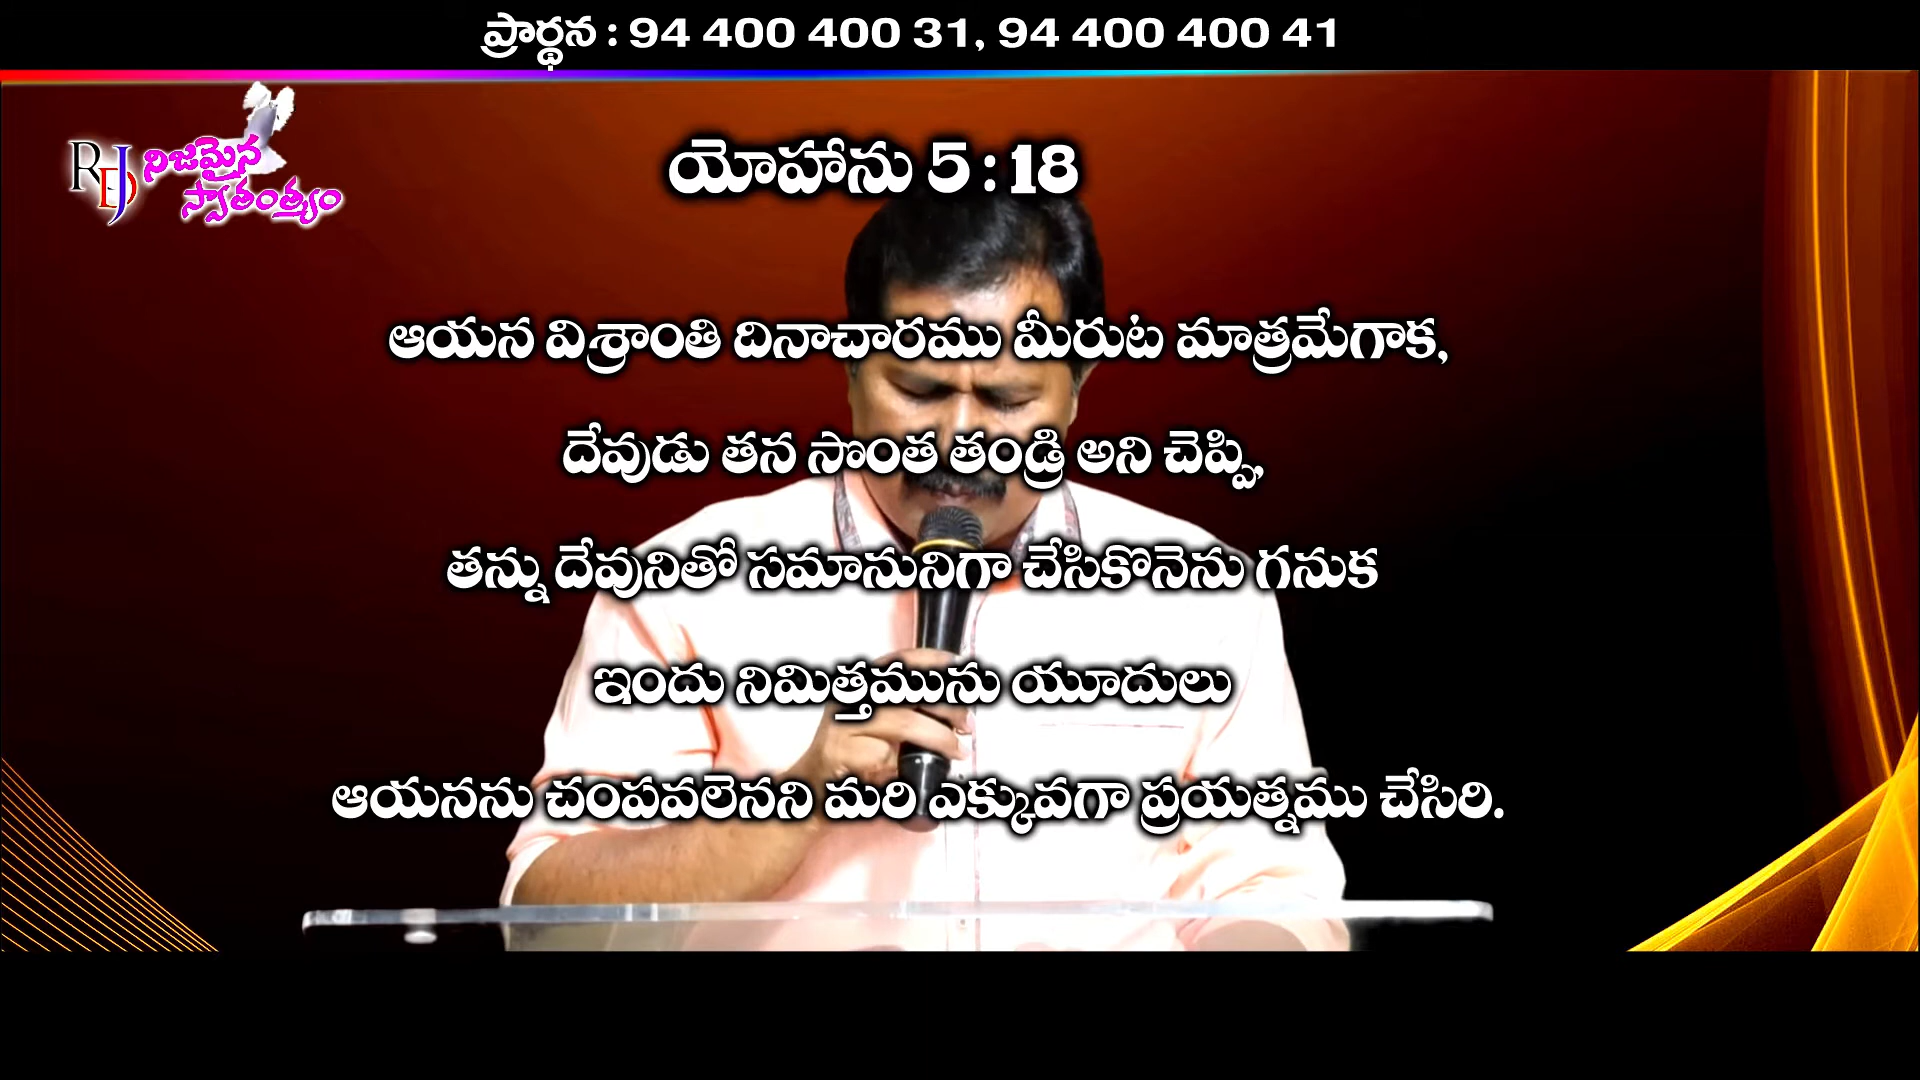 ప్రార్థన : 94 400 400 31, 94 400 400 41
REJ నిజమైన
స్వాతంత్ర్యం
యోహాను 5 : 18
ఆయన విశ్రాంతి దినాచారము మీరుట మాత్రమేగాక,
దేవుడు తన సొంత తండ్రి అని చెప్పి,
తన్ను దేవునితో సమానునిగా చేసికొనెను గనుక
ఇందు నిమిత్తమును యూదులు
ఆయనను చంపవలెనని మరి ఎక్కువగా ప్రయత్నము చేసిరి.